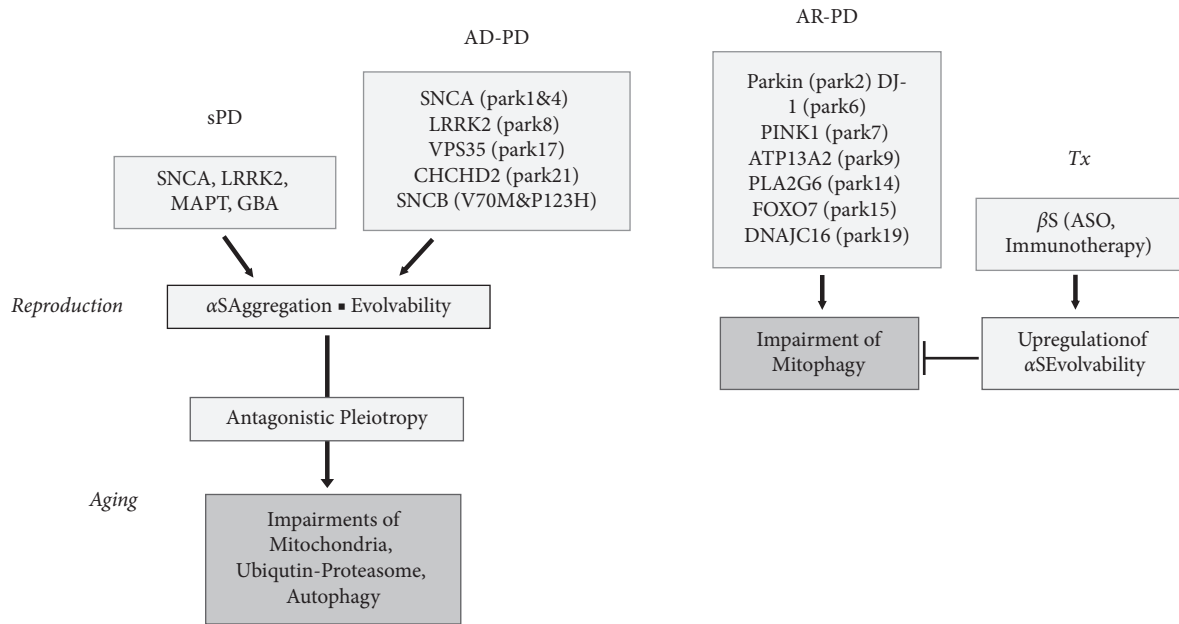 sPD
SNCA, LRRK2,
MAPT, GBA
AD-PD
SNCA (park1&4)
LRRK2 (park8)
VPS35 (park17)
CHCHD2 (park21)
SNCB (V70M&P123H)
Reproduction
αSAggregation ▪ Evolvability
Antagonistic Pleiotropy
Aging
Impairments of
Mitochondria,
Ubiqutin-Proteasome,
Autophagy
AR-PD
Parkin (park2) DJ-
1 (park6)
PINK1 (park7)
ATP13A2 (park9)
PLA2G6 (park14)
FOXO7 (park15)
DNAJC16 (park19)
Impairment of
Mitophagy
Tx
βS (ASO,
Immunotherapy)
Upregulationof
αSEvolvability